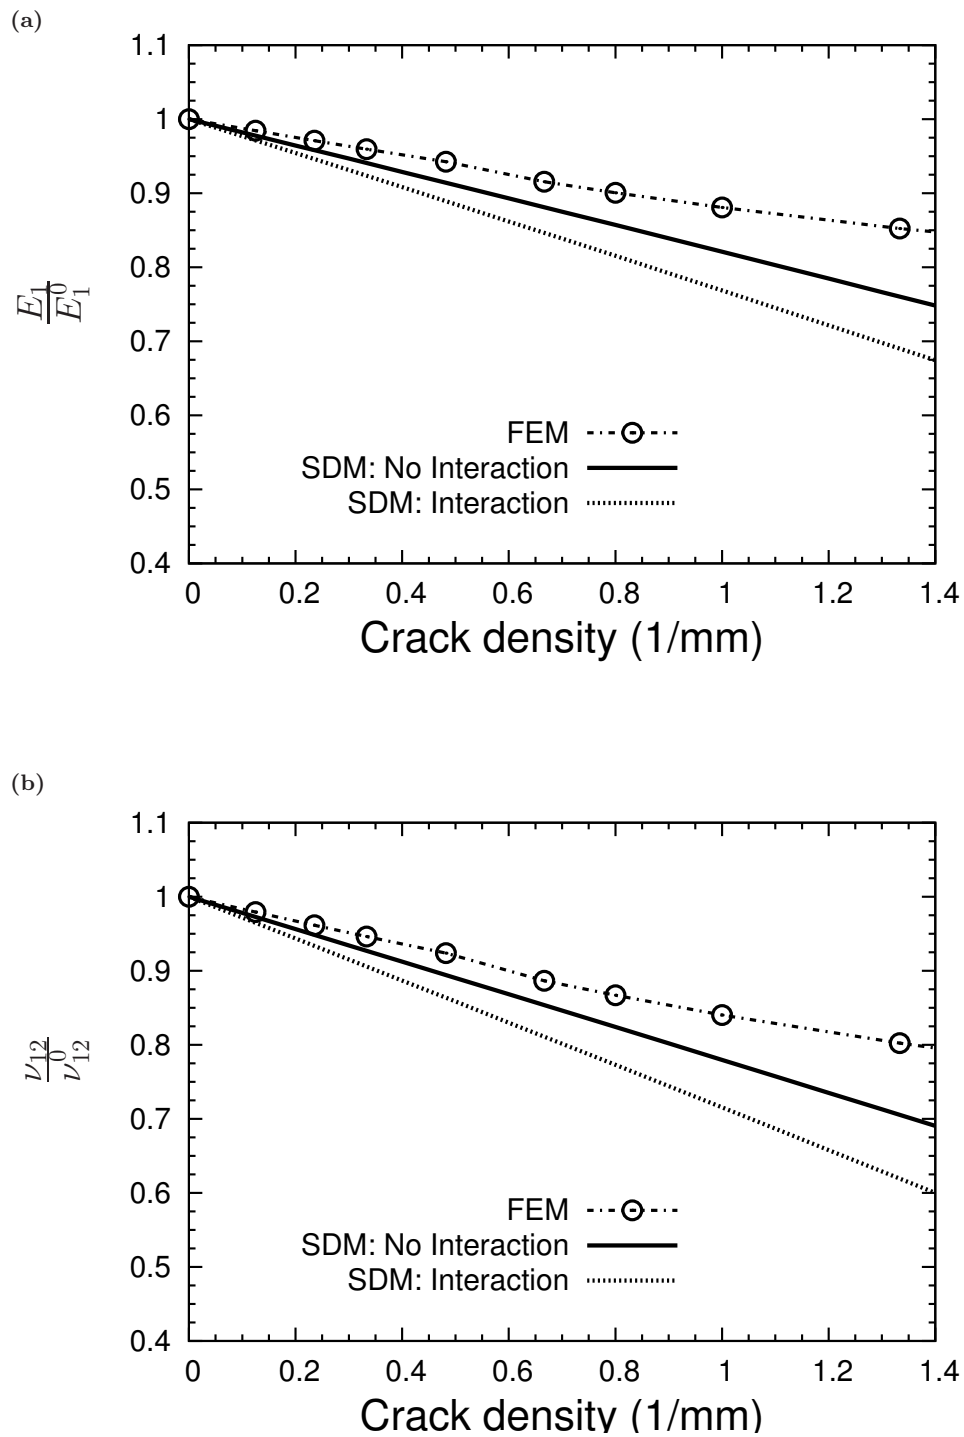 (a)
1.1
1
0.9
0.8
0.7
0.6
0.5
0.4
E₁/E₁⁰
FEM
SDM: No Interaction
SDM: Interaction
0 0.2 0.4 0.6 0.8 1 1.2 1.4
Crack density (1/mm)
(b)
1.1
1
0.9
0.8
0.7
0.6
0.5
0.4
ν₁₂/ν₁₂⁰
FEM
SDM: No Interaction
SDM: Interaction
0 0.2 0.4 0.6 0.8 1 1.2 1.4
Crack density (1/mm)